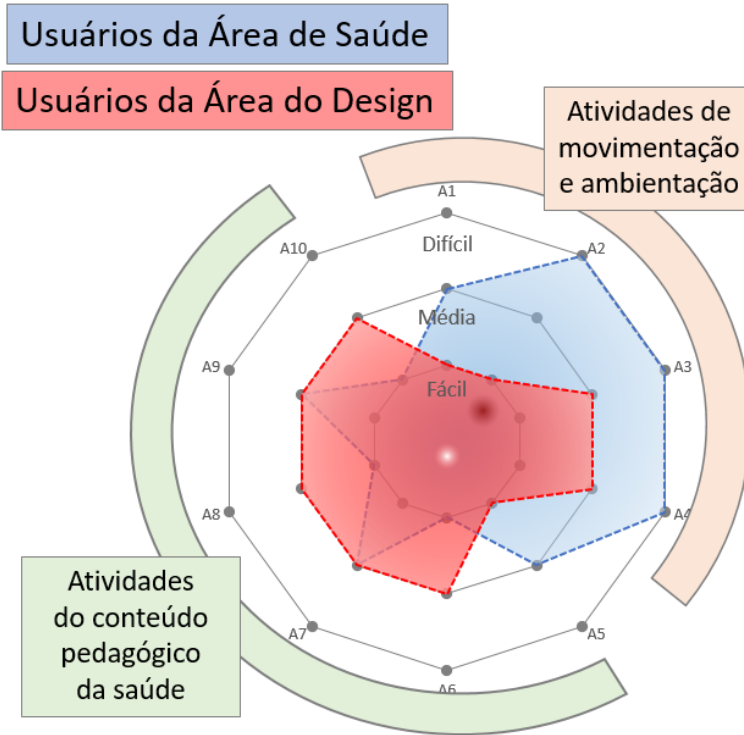 Usuários da Área de Saúde
Usuários da Área do Design
Atividades de
movimentação
e ambientação
A1
Difícil
A10
A2
Média
A9
A3
Fácil
A8
A4
Atividades
do conteúdo
pedagógico
da saúde
A7
A5
A6